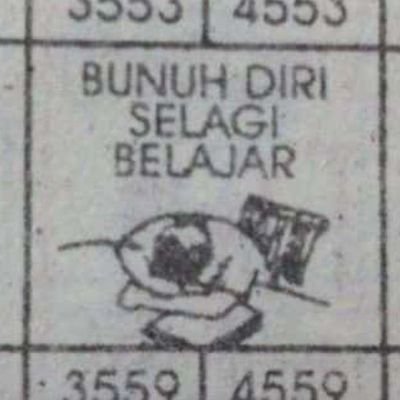 3553 4553
BUNUH DIRI
SELAGI
BELAJAR
3559 4559